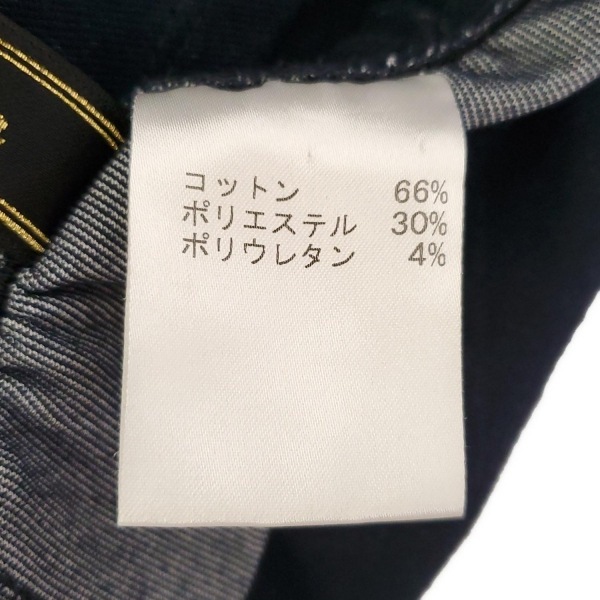 コットン 66%
ポリエステル 30%
ポリウレタン 4%